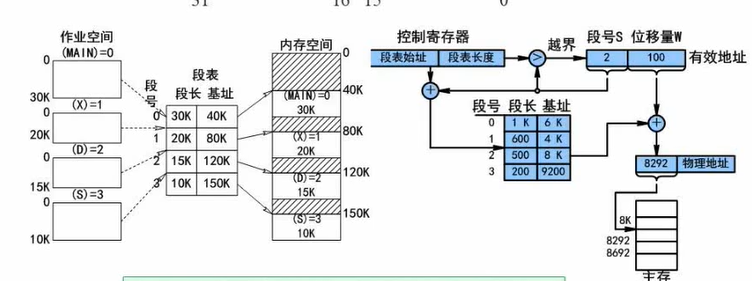 31 16 15 0
作业空间
(MAIN)=0
0
30K
(X)=1
0
20K
(D)=2
0
15K
(S)=3
0
10K
段号
段表
段长 基址
0 30K 40K
1 20K 80K
2 15K 120K
3 10K 150K
内存空间
0
40K
(MAIN)=0
30K
80K
(X)=1
20K
120K
(D)=2
15K
150K
(S)=3
10K
控制寄存器
段表始址 段表长度
>
越界
段号S 位移量W
2 100
有效地址
+
段号 段长 基址
0 1 K 6 K
1 600 4 K
2 500 8 K
3 200 9200
+
8292 物理地址
8K
8292
8692
主存